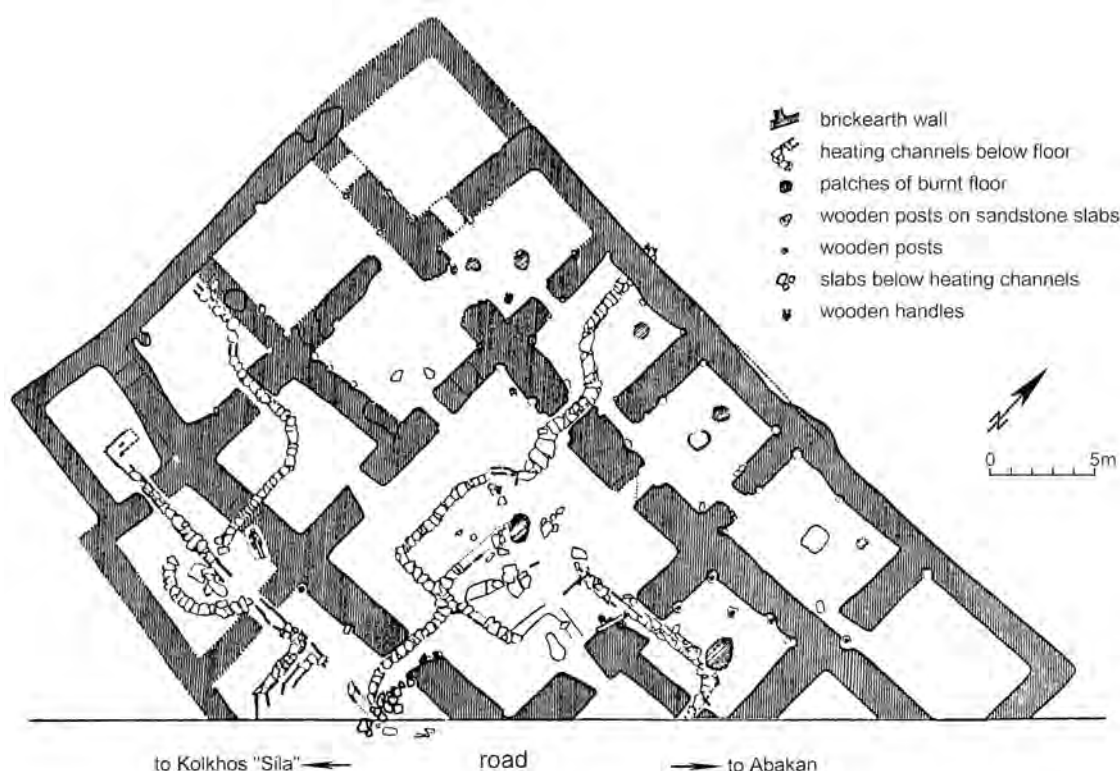 brickearth wall
heating channels below floor
patches of burnt floor
wooden posts on sandstone slabs
wooden posts
slabs below heating channels
wooden handles
N
0 5m
to Kolkhos "Sila" road to Abakan